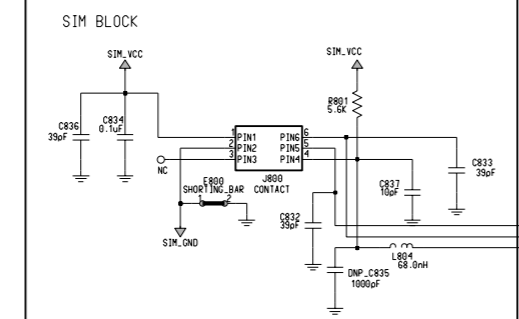 SIM BLOCK
SIM_VCC
SIM_VCC
R801
5.6K
C836
39pF
C834
0.1uF
1
PIN1
PIN6
6
2
PIN2
PIN5
5
3
PIN3
PIN4
4
NC
J800
CONTACT
E800
SHORTING_BAR
1
2
C833
39pF
C837
10pF
C832
39pF
SIM_GND
L804
68.0nH
DNP_C835
1000pF